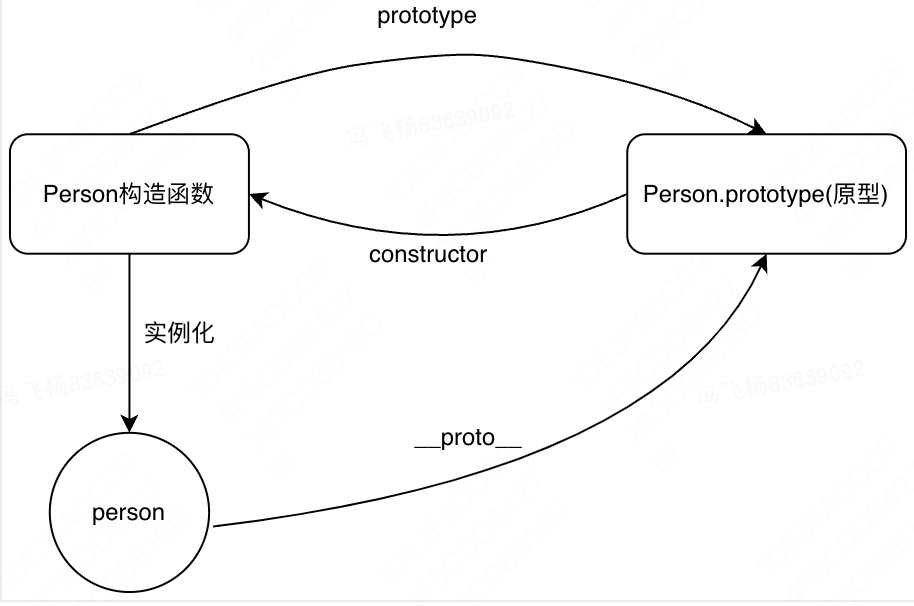 prototype
Person构造函数
Person.prototype(原型)
constructor
实例化
__proto__
person
冯飞杨83639092
冯飞杨83639092
冯飞杨83639092